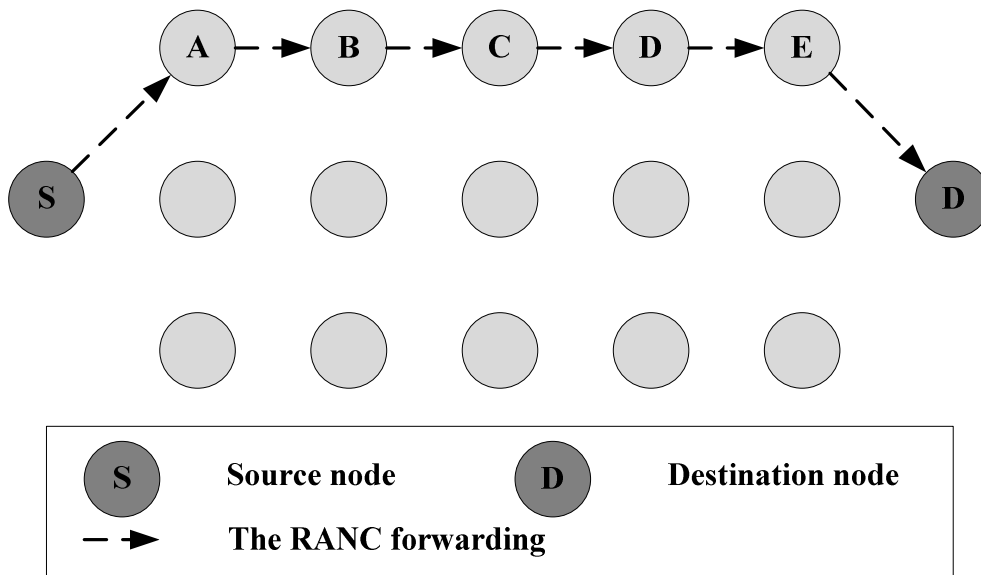 A B C D E
S D
S Source node D Destination node
The RANC forwarding